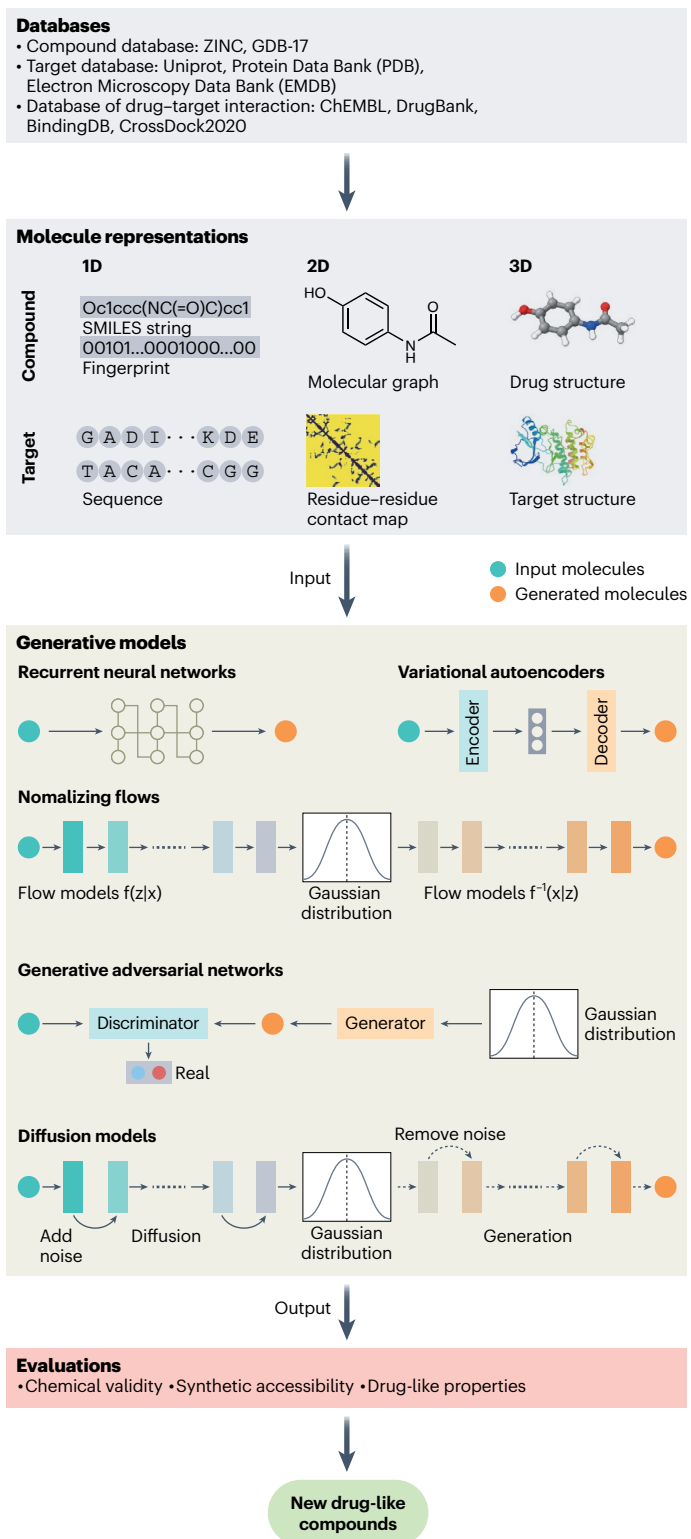 Databases
• Compound database: ZINC, GDB-17
• Target database: Uniprot, Protein Data Bank (PDB),
Electron Microscopy Data Bank (EMDB)
• Database of drug–target interaction: ChEMBL, DrugBank,
BindingDB, CrossDock2020
Molecule representations
1D
2D
3D
Compound
Oc1ccc(NC(=O)C)cc1
SMILES string
00101...0001000...00
Fingerprint
HO
O
N
H
Molecular graph
Drug structure
Target
G A D I ··· K D E
T A C A ··· C G G
Sequence
Residue–residue
contact map
Target structure
Input
Input molecules
Generated molecules
Generative models
Recurrent neural networks
Variational autoencoders
Encoder
Decoder
Nomalizing flows
Flow models f(z|x)
Gaussian
distribution
Flow models f⁻¹(x|z)
Generative adversarial networks
Discriminator
Generator
Gaussian
distribution
Real
Diffusion models
Remove noise
Add
noise
Diffusion
Gaussian
distribution
Generation
Output
Evaluations
•Chemical validity •Synthetic accessibility •Drug-like properties
New drug-like
compounds